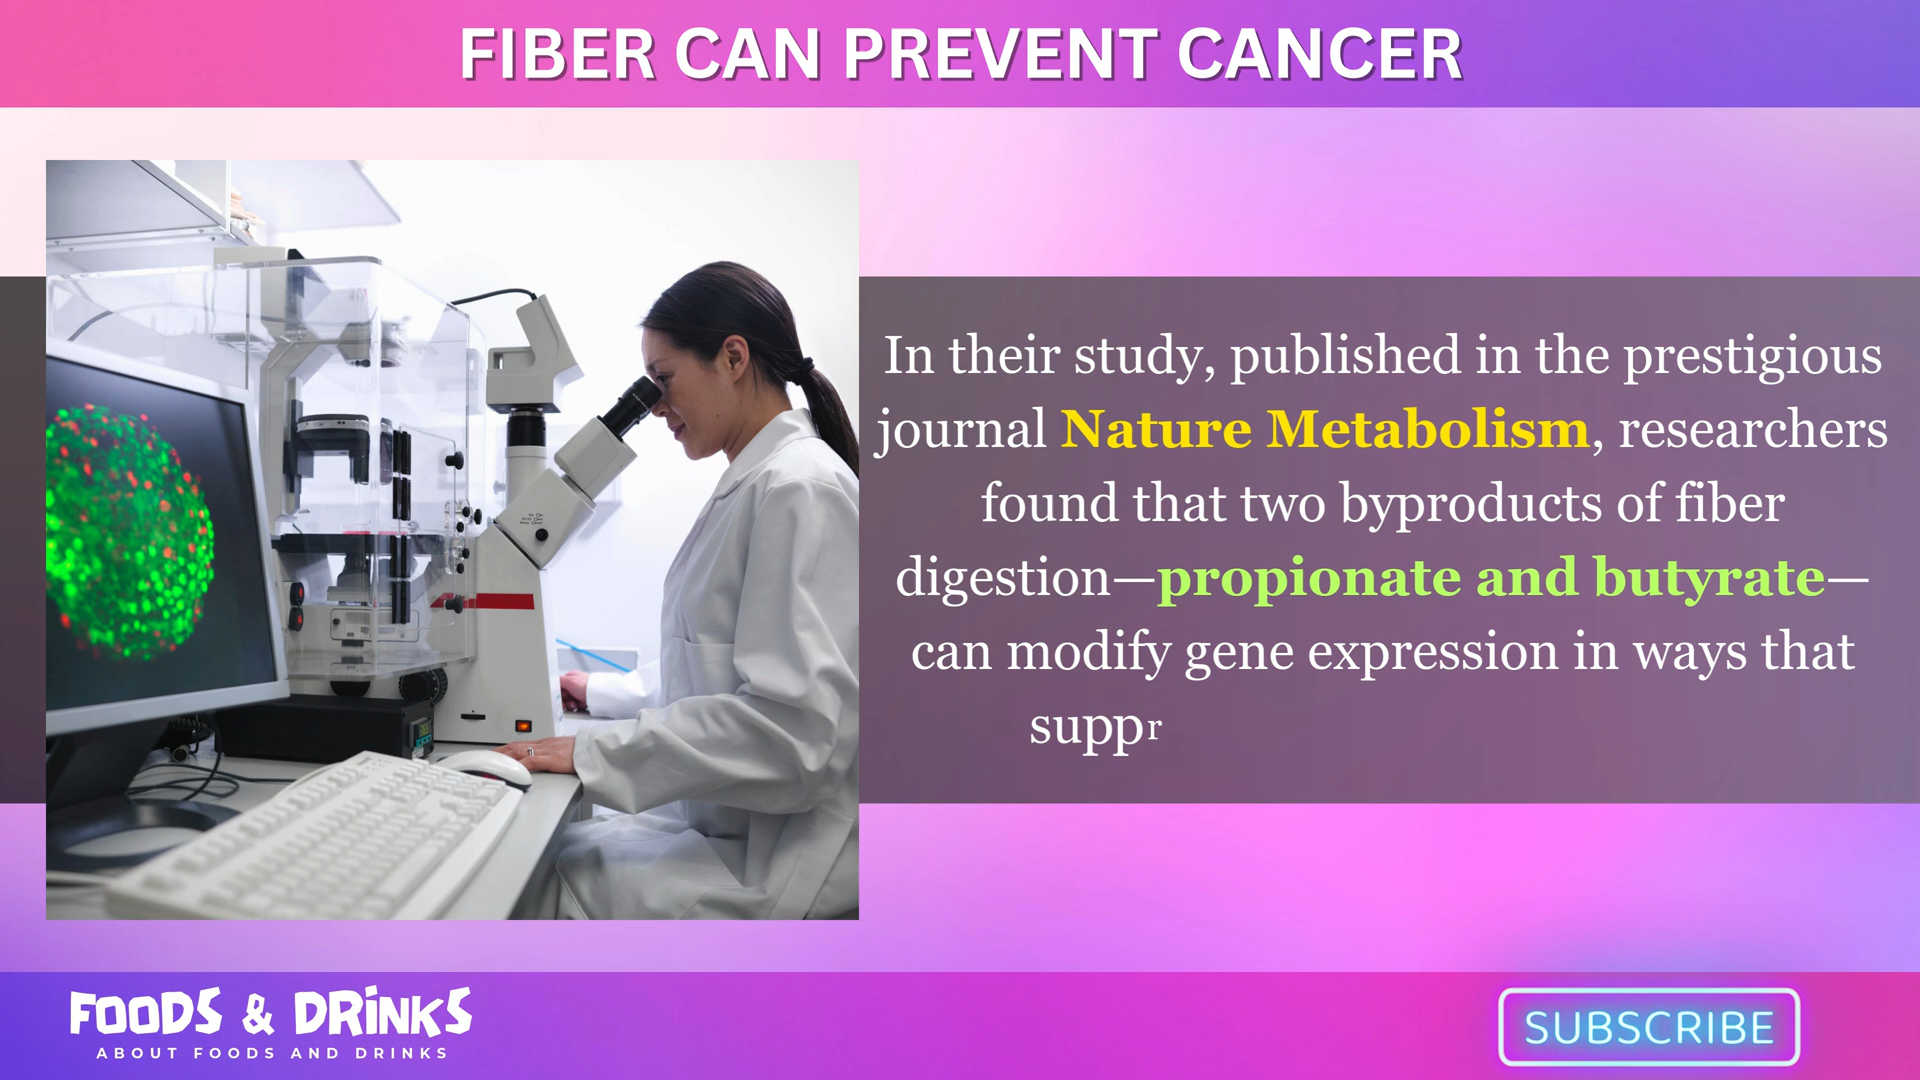 FIBER CAN PREVENT CANCER
In their study, published in the prestigious
journal Nature Metabolism, researchers
found that two byproducts of fiber
digestion—propionate and butyrate—
can modify gene expression in ways that
suppr
FOODS & DRiNKS
ABOUT FOODS AND DRINKS
SUBSCRIBE